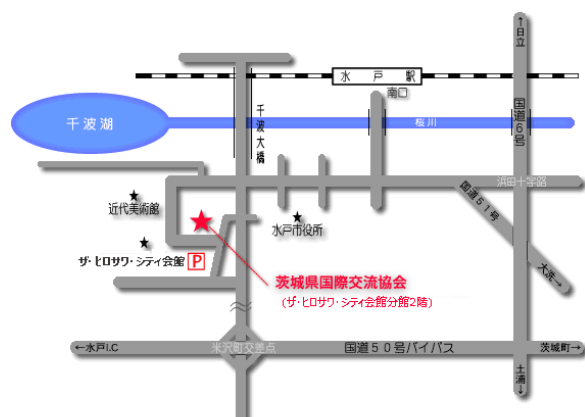 ↑日立
水戸駅
南口
国道6号
千波湖
千波大橋
桜川
浜田十字路
近代美術館
国道51号
水戸市役所
ザ・ヒロサワ・シティ会館
P
大洗→
茨城県国際交流協会
(ザ・ヒロサワ・シティ会館分館2階)
←水戸I.C
米沢町交差点
国道50号バイパス
茨城町→
土浦↓